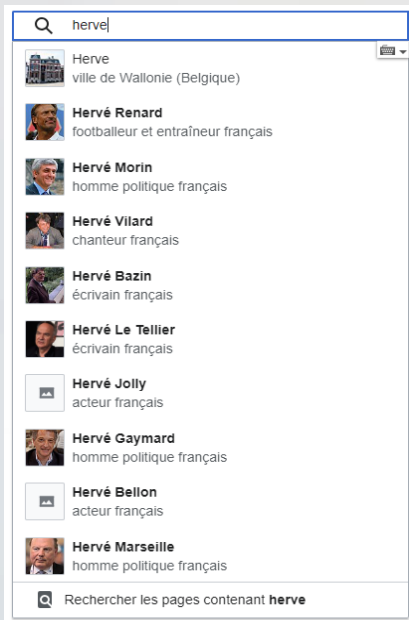 herve
Herve
ville de Wallonie (Belgique)
Hervé Renard
footballeur et entraîneur français
Hervé Morin
homme politique français
Hervé Vilard
chanteur français
Hervé Bazin
écrivain français
Hervé Le Tellier
écrivain français
Hervé Jolly
acteur français
Hervé Gaymard
homme politique français
Hervé Bellon
acteur français
Hervé Marseille
homme politique français
Rechercher les pages contenant herve